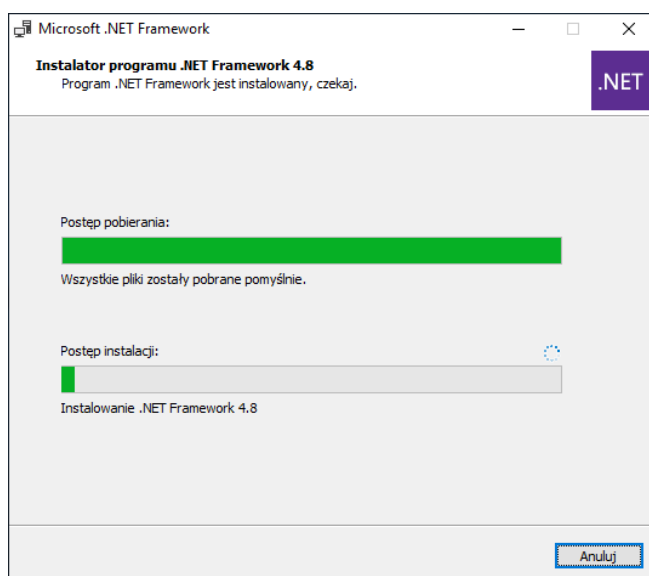 Microsoft .NET Framework
Instalator programu .NET Framework 4.8
Program .NET Framework jest instalowany, czekaj.
.NET
Postęp pobierania:
Wszystkie pliki zostały pobrane pomyślnie.
Postęp instalacji:
Instalowanie .NET Framework 4.8
Anuluj